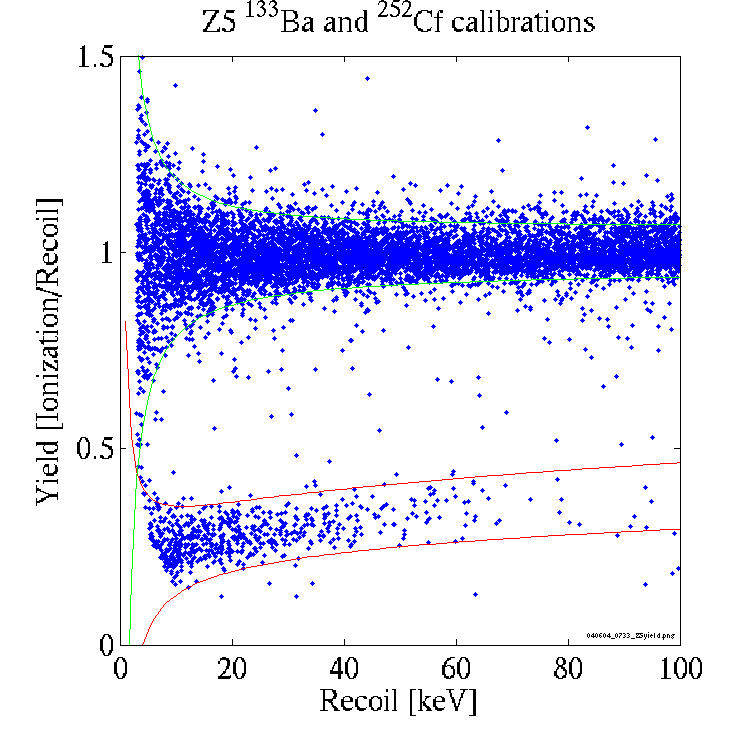 Z5 ¹³³Ba and ²⁵²Cf calibrations
1.5
1
0.5
0
Yield [Ionization/Recoil]
040604_0733_Z5yield.png
0 20 40 60 80 100
Recoil [keV]